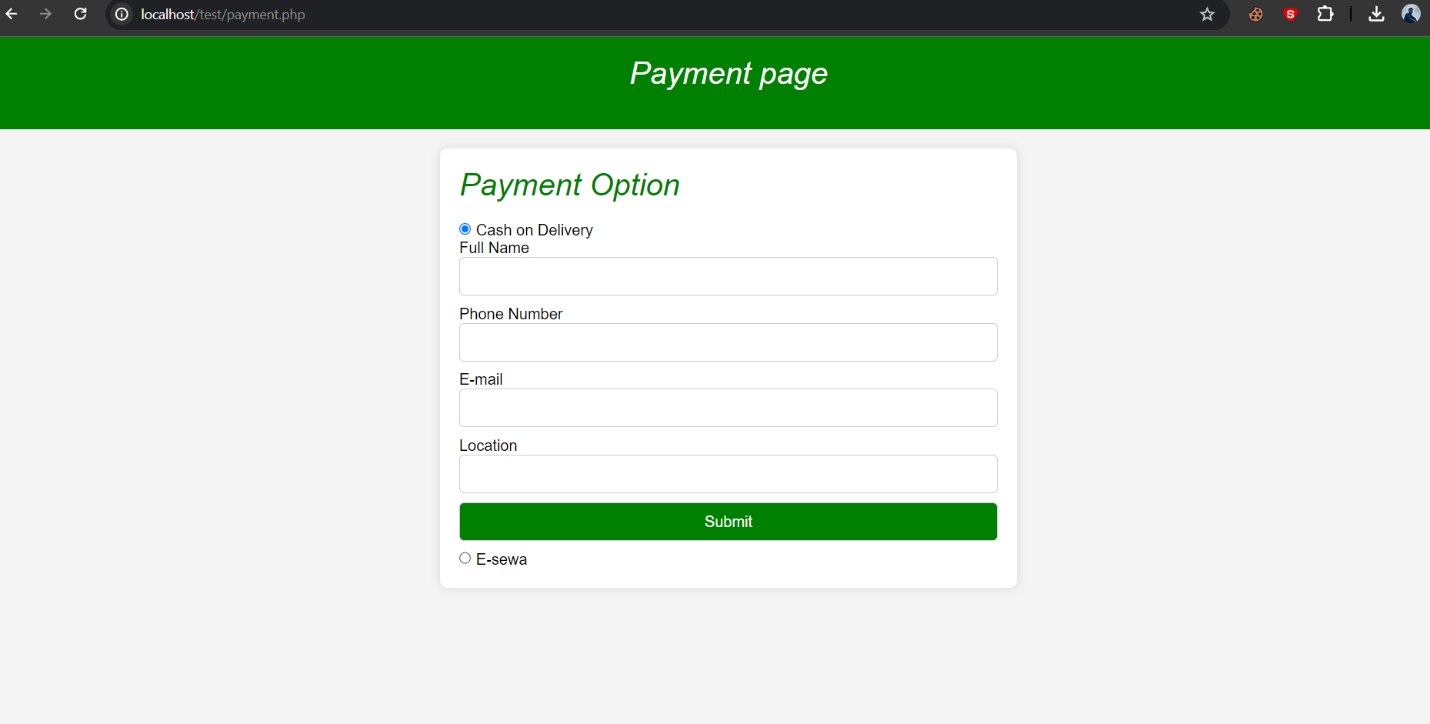 localhost/test/payment.php
S
Payment page
Payment Option
Cash on Delivery
Full Name
Phone Number
E-mail
Location
Submit
E-sewa